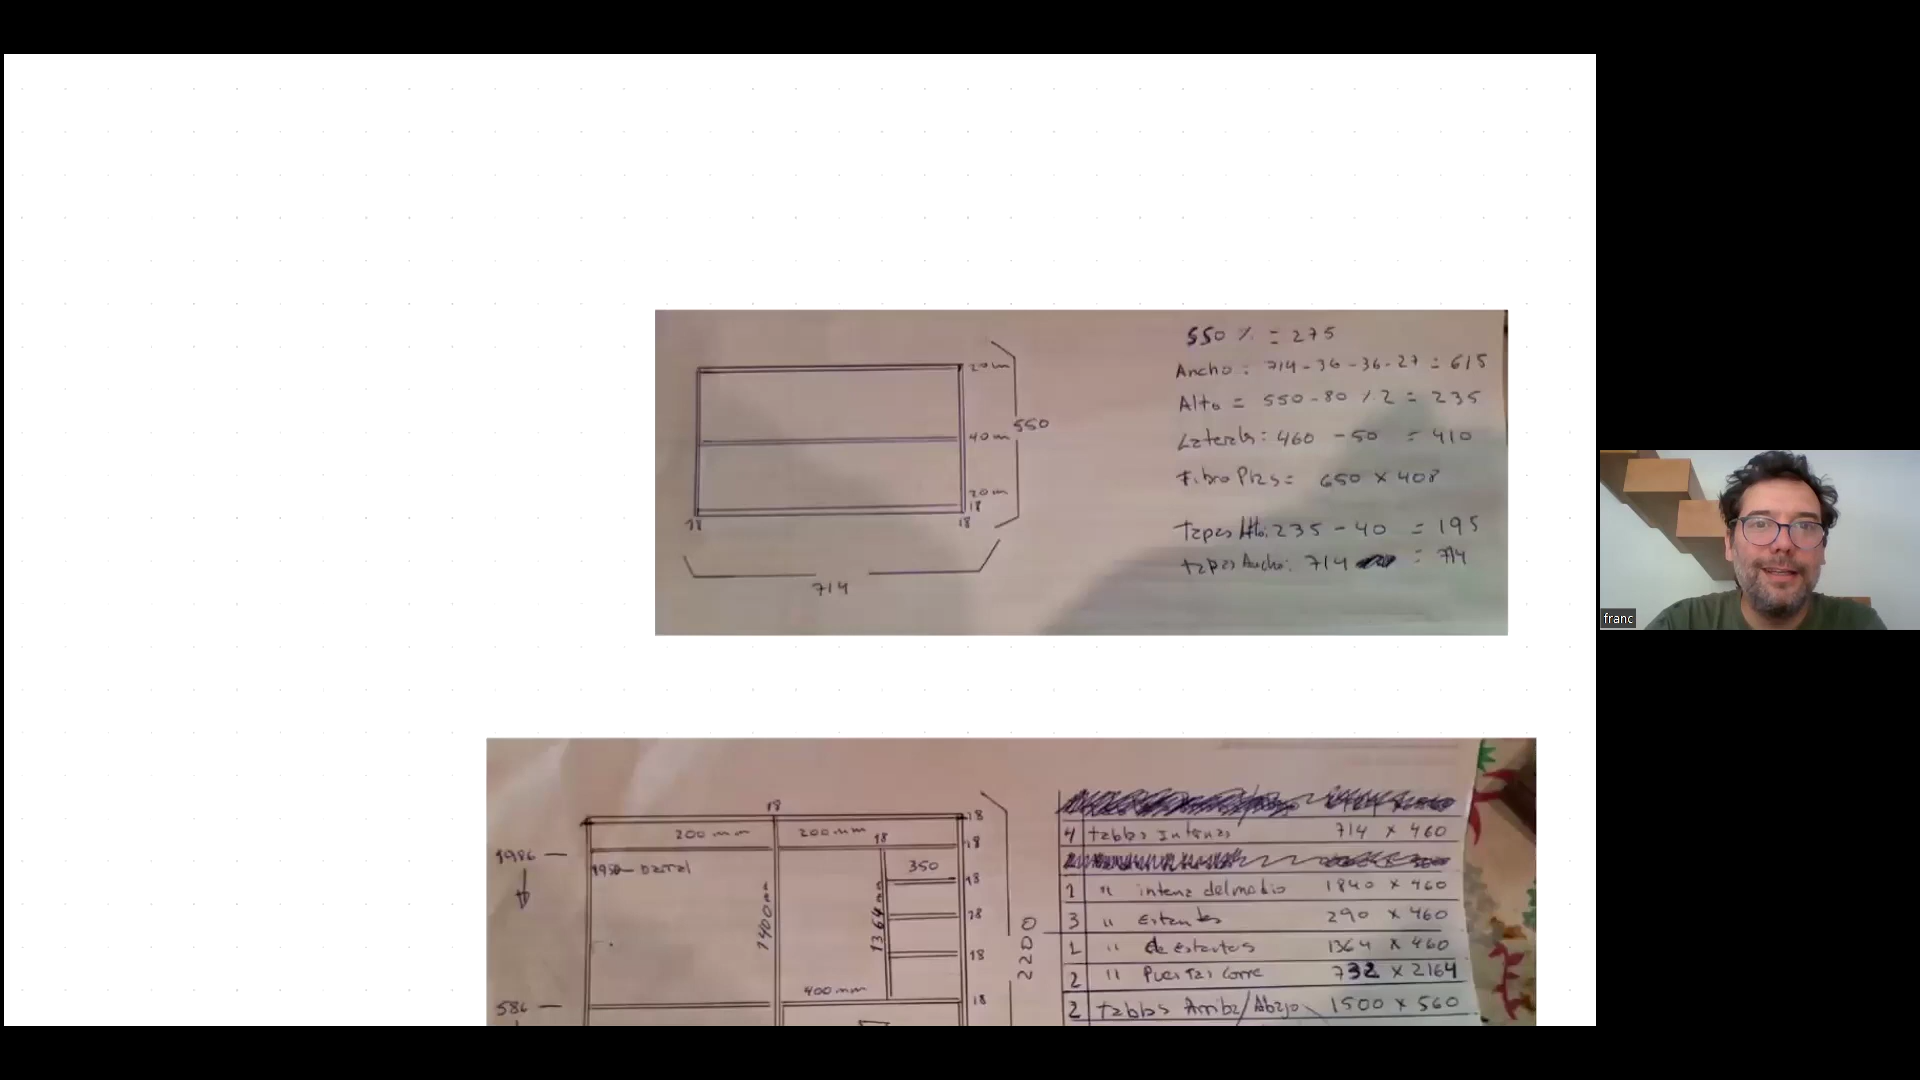 550 % = 275
Ancho: 714-36-36-27 = 615
Alto = 550-80 % 2 = 235
Laterals: 460 -50 = 410
Fibro Plas= 650 x 408
tapas Alto: 235 - 40 = 195
tapas Ancho: 714 = 714
20 m
40 m
550
20 m
18
18
18
714
franc
18
200 mm
200 mm
18
18
18
1986
350
18
1400 mm
1364 mm
18
18
2200
400 mm
18
586
4 tablas Internas 714 x 460
1 " interna del medio 1840 x 460
3 " Estantes 290 x 460
1 " de estantes 1364 x 460
2 " Puertas Corre 732 x 2164
2 tablas Arriba/Abajo 1500 x 560